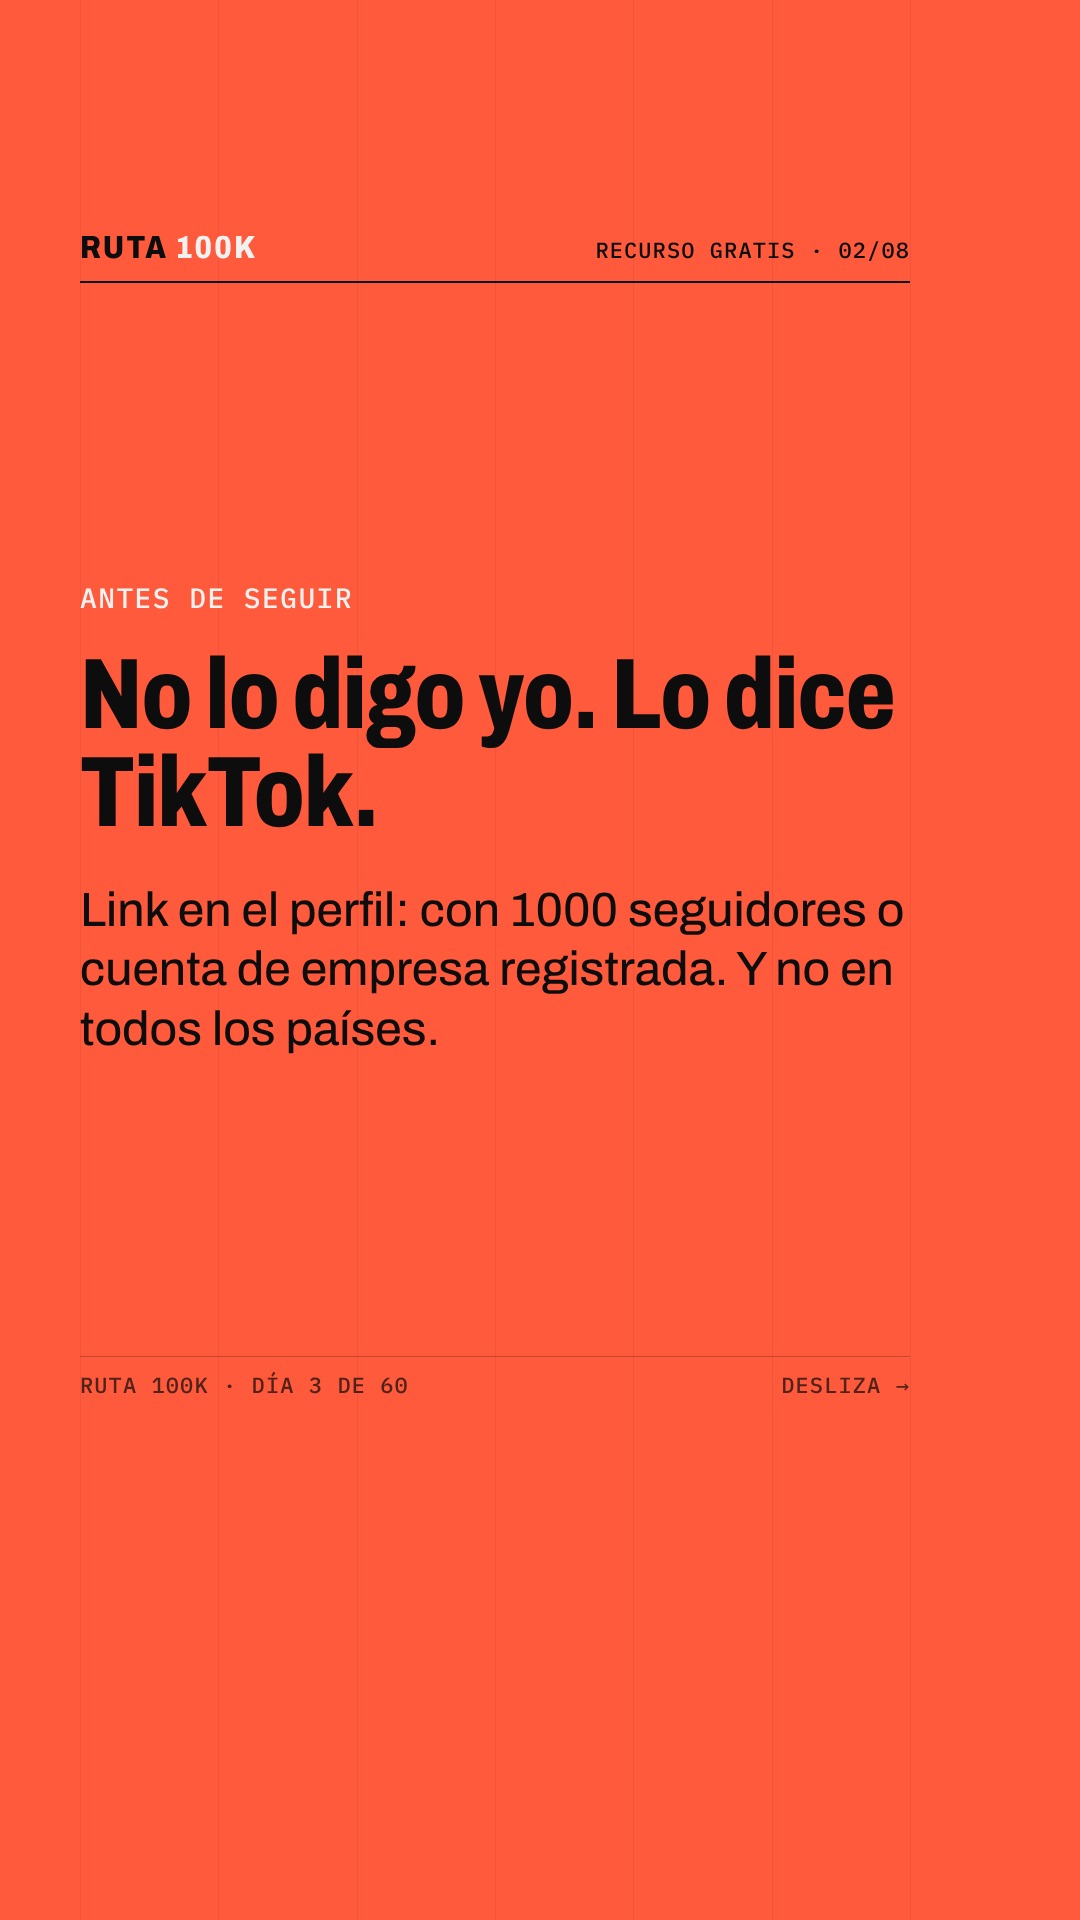 RUTA 100K
RECURSO GRATIS · 02/08
ANTES DE SEGUIR
No lo digo yo. Lo dice
TikTok.
Link en el perfil: con 1000 seguidores o
cuenta de empresa registrada. Y no en
todos los países.
RUTA 100K · DÍA 3 DE 60
DESLIZA →